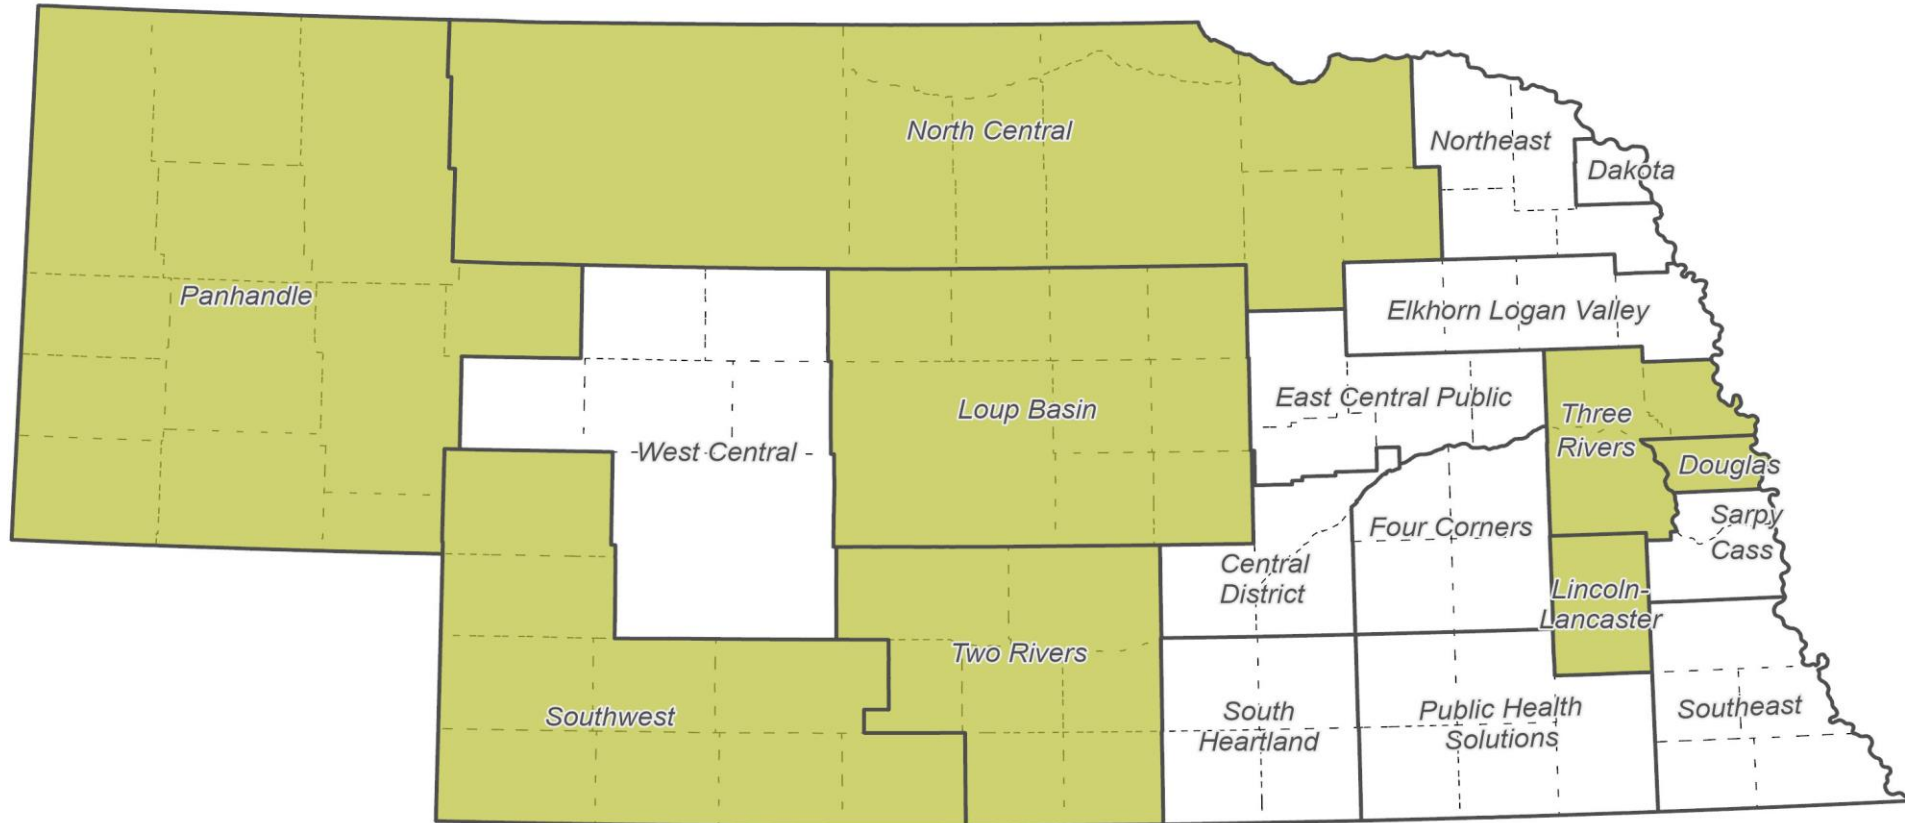 North Central
Northeast
Dakota
Panhandle
Elkhorn Logan Valley
East Central Public
Loup Basin
Three
Rivers
West Central
Douglas
Sarpy
Cass
Four Corners
Central
District
Lincoln-
Lancaster
Two Rivers
Southwest
South
Heartland
Public Health
Solutions
Southeast